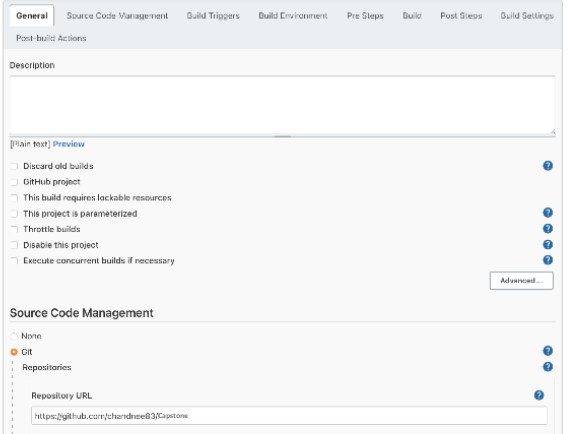 General Source Code Management Build Triggers Build Environment Pre Steps Build Post Steps Build Settings
Post-build Actions
Description
[Plain text] Preview
Discard old builds
GitHub project
This build requires lockable resources
This project is parameterized
Throttle builds
Disable this project
Execute concurrent builds if necessary
Advanced...
Source Code Management
None
Git
Repositories
Repository URL
https://github.com/chandnee83/Capstone